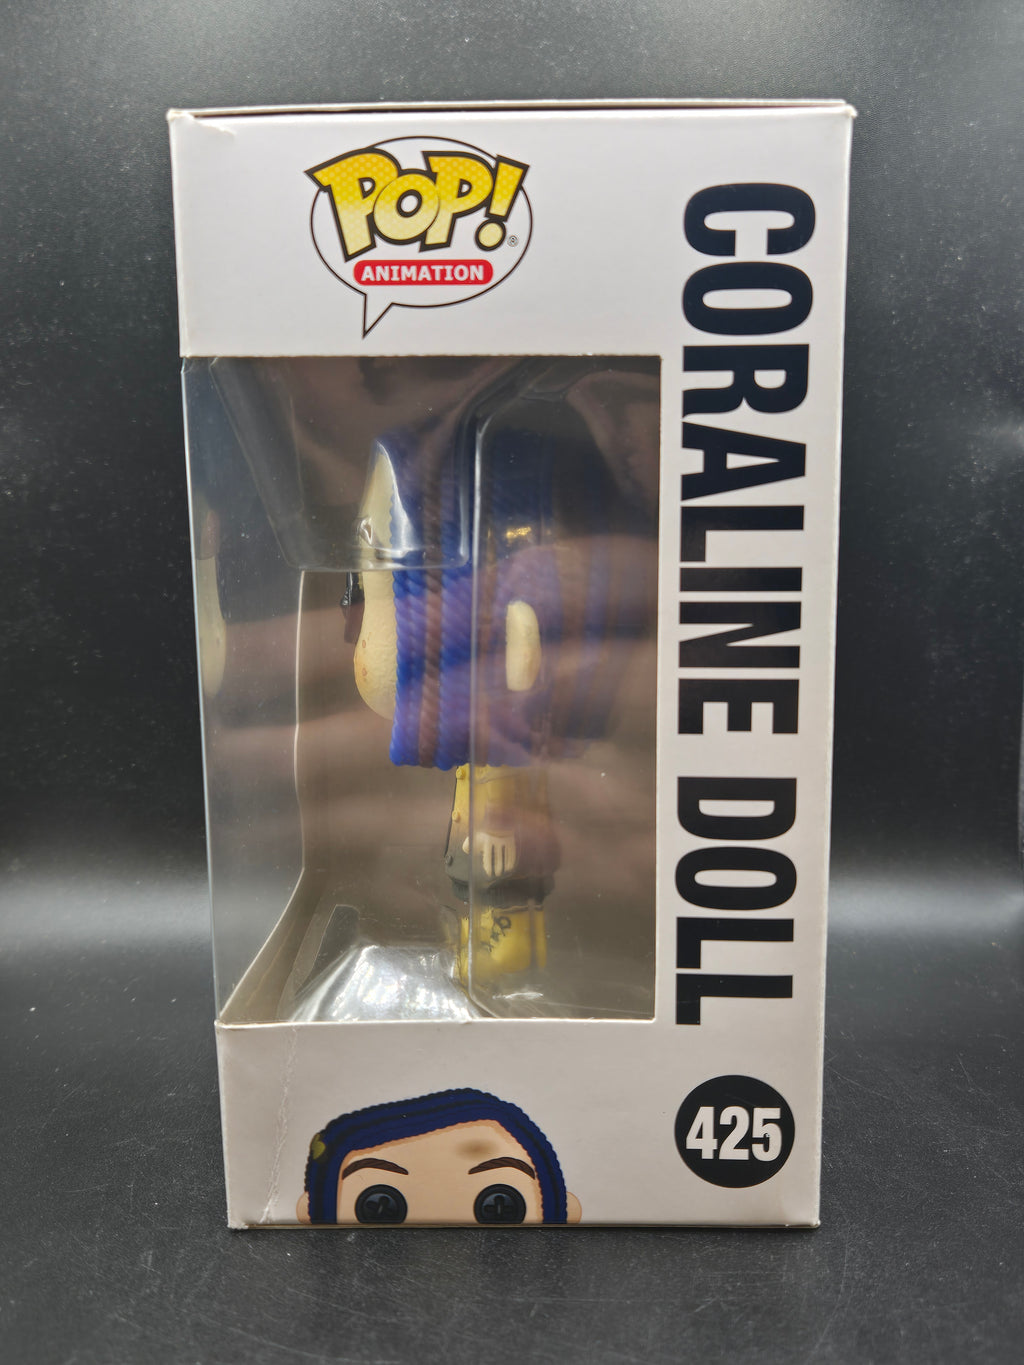 POP!
®
ANIMATION
CORALINE DOLL
425